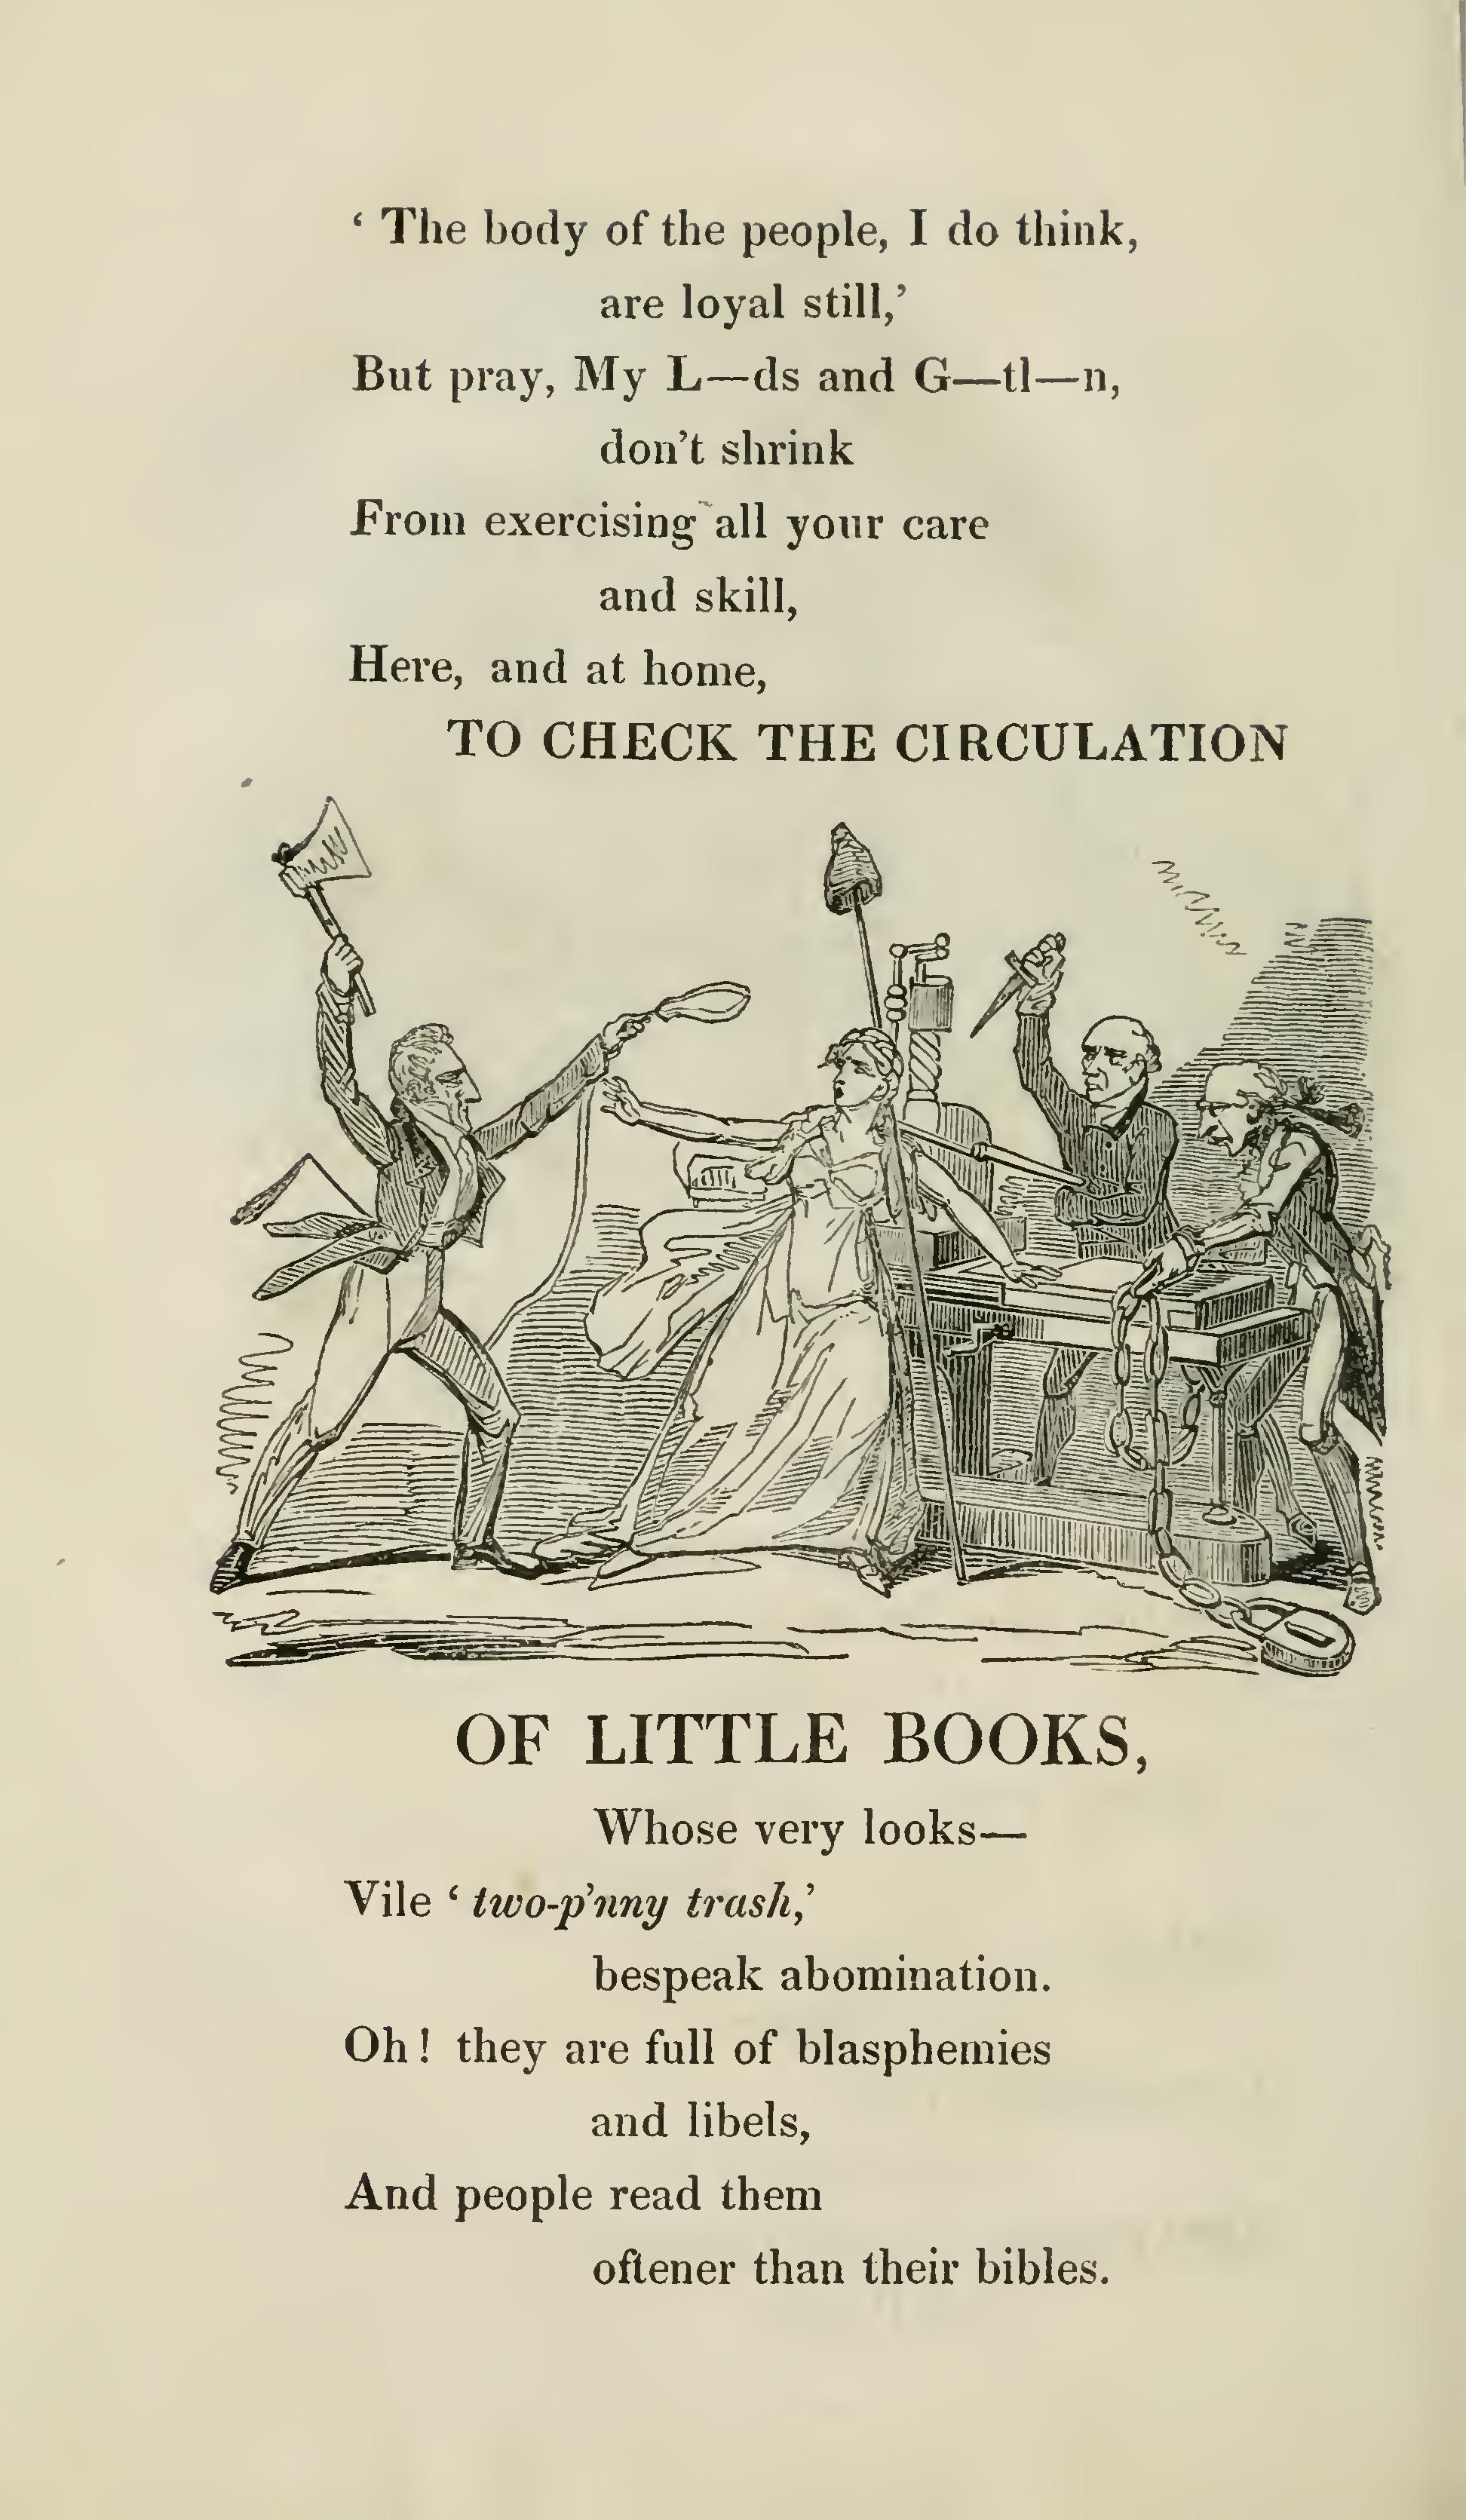 ‘ The body of the people, I do think,
are loyal still,’
But pray, My L—ds and G—tl—n,
don’t shrink
From exercising all your care
and skill,
Here, and at home,
TO CHECK THE CIRCULATION
OF LITTLE BOOKS,
Whose very looks—
Vile ‘ two-p’nny trash,’
bespeak abomination.
Oh! they are full of blasphemies
and libels,
And people read them
oftener than their bibles.